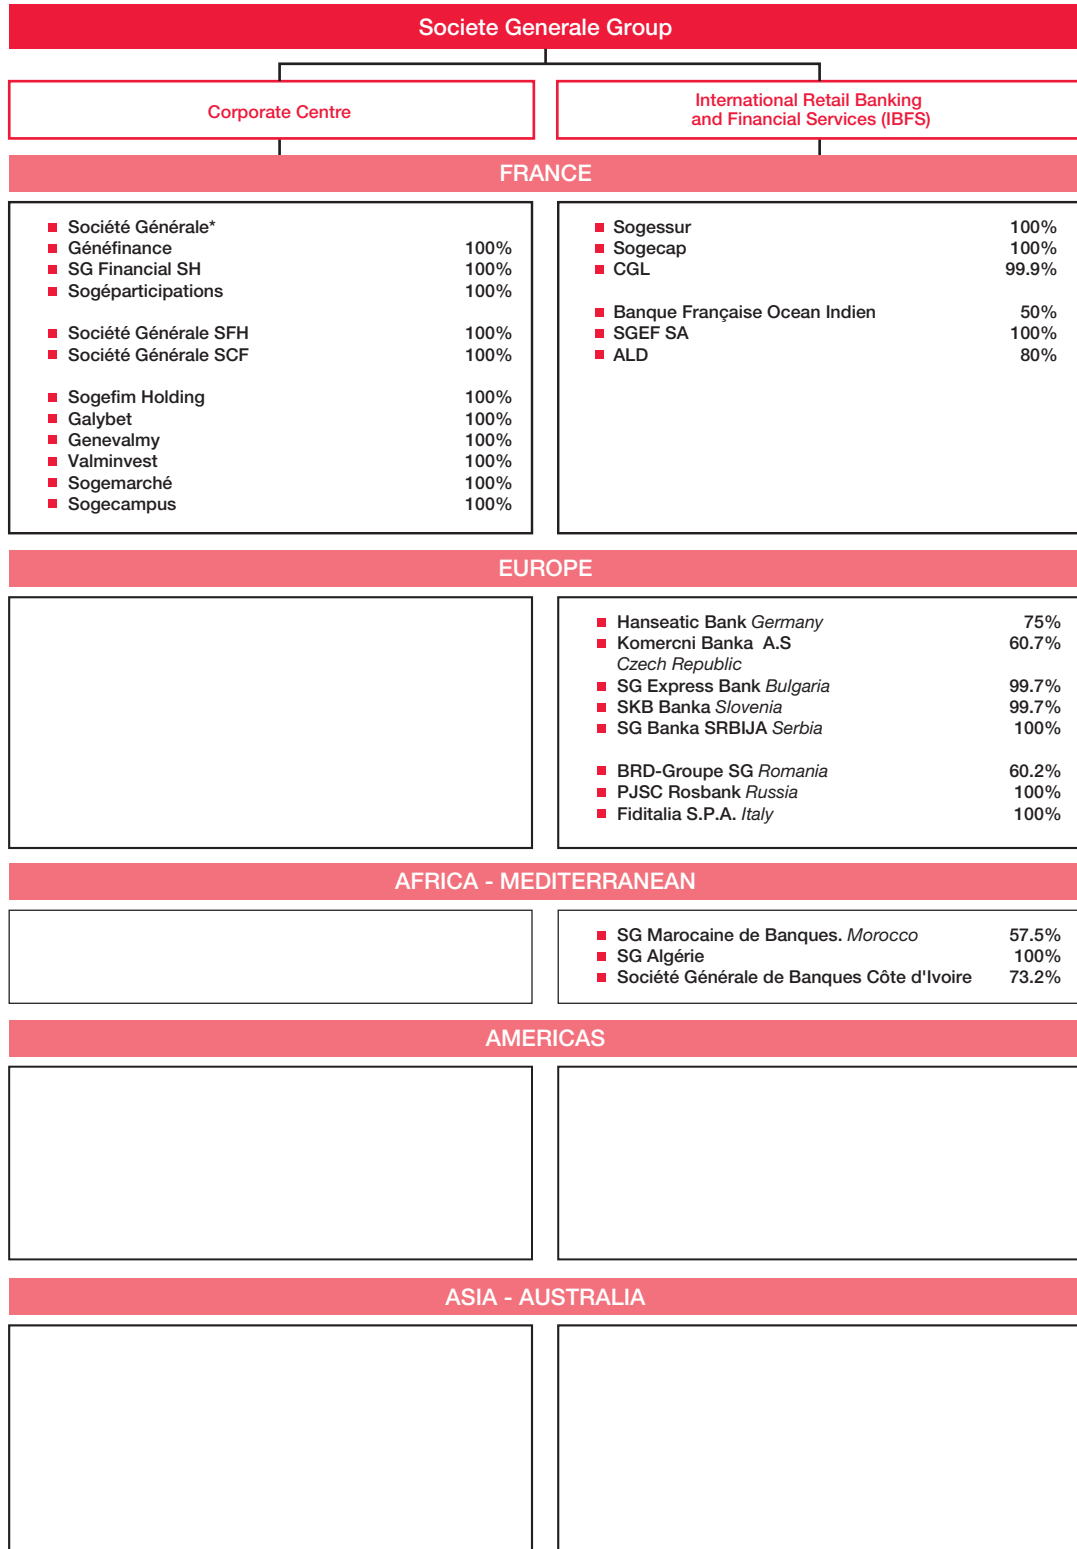 Societe Generale Group
Corporate Centre
International Retail Banking
and Financial Services (IBFS)
FRANCE
Société Générale*
Généfinance 100%
SG Financial SH 100%
Sogéparticipations 100%
Société Générale SFH 100%
Société Générale SCF 100%
Sogefim Holding 100%
Galybet 100%
Genevalmy 100%
Valminvest 100%
Sogemarché 100%
Sogecampus 100%
Sogessur 100%
Sogecap 100%
CGL 99.9%
Banque Française Ocean Indien 50%
SGEF SA 100%
ALD 80%
EUROPE
Hanseatic Bank Germany 75%
Komercni Banka A.S 60.7%
Czech Republic
SG Express Bank Bulgaria 99.7%
SKB Banka Slovenia 99.7%
SG Banka SRBIJA Serbia 100%
BRD-Groupe SG Romania 60.2%
PJSC Rosbank Russia 100%
Fiditalia S.P.A. Italy 100%
AFRICA - MEDITERRANEAN
SG Marocaine de Banques. Morocco 57.5%
SG Algérie 100%
Société Générale de Banques Côte d'Ivoire 73.2%
AMERICAS
ASIA - AUSTRALIA